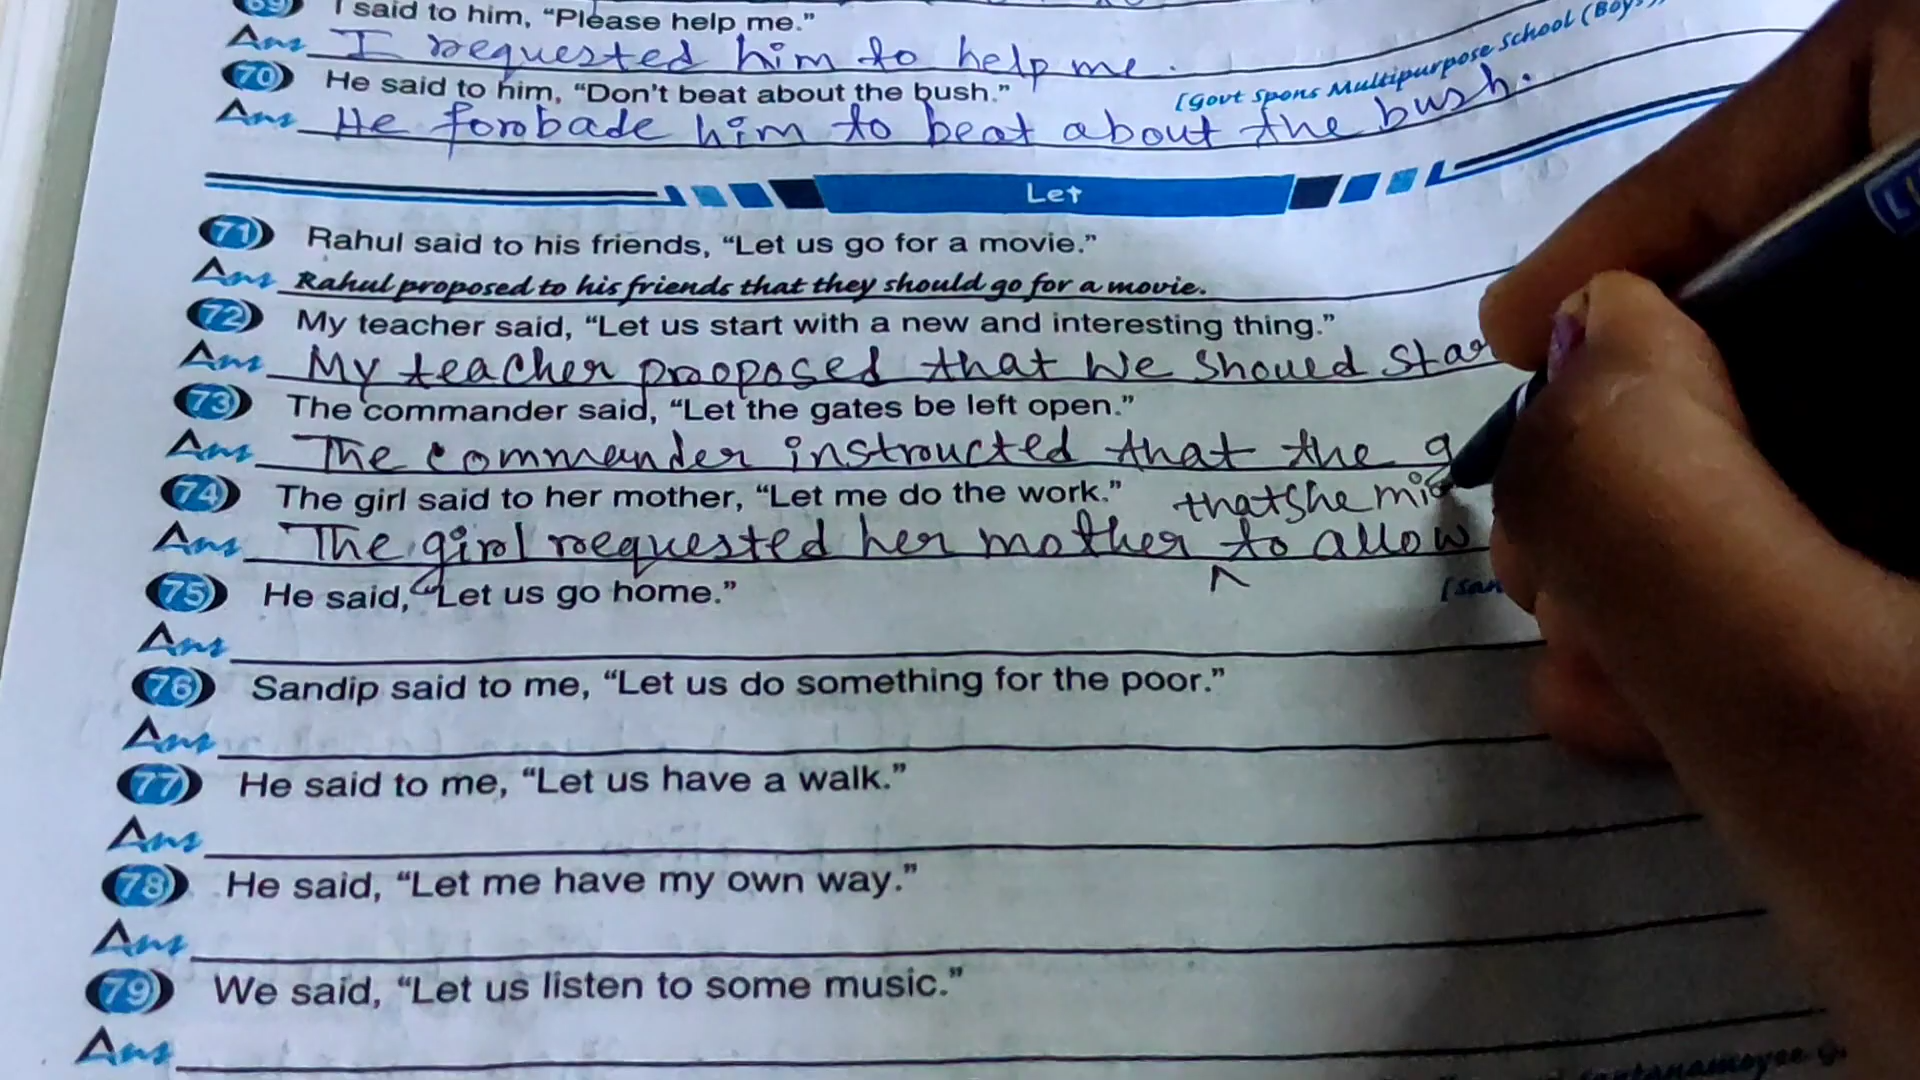 69 I said to him, “Please help me.”
Ans I requested him to help me.
70 He said to him, “Don't beat about the bush.” [Govt Spons Multipurpose School (Boys),
Ans He forbade him to beat about the bush.
Let
71 Rahul said to his friends, “Let us go for a movie.”
Ans Rahul proposed to his friends that they should go for a movie.
72 My teacher said, “Let us start with a new and interesting thing.”
Ans My teacher proposed that we should star
73 The commander said, “Let the gates be left open.”
Ans The commander instructed that the g
74 The girl said to her mother, “Let me do the work.” that she mig
Ans The girl requested her mother ^ to allow
75 He said, “Let us go home.” [San
Ans
76 Sandip said to me, “Let us do something for the poor.”
Ans
77 He said to me, “Let us have a walk.”
Ans
78 He said, “Let me have my own way.”
Ans
79 We said, “Let us listen to some music.”
Ans